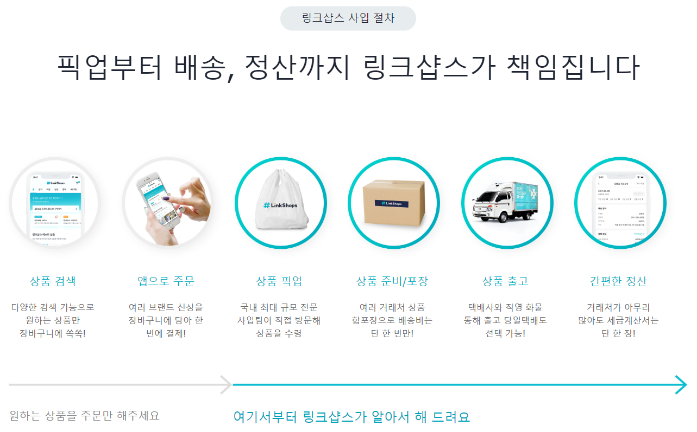 링크샵스 사입 절차
픽업부터 배송, 정산까지 링크샵스가 책임집니다
LinkShops
LinkShops
LinkShops
상품 검색
앱으로 주문
상품 픽업
상품 준비/포장
상품 출고
간편한 정산
다양한 검색 기능으로
원하는 상품만
장바구니에 쏙쏙!
여러 브랜드 신상을
장바구니에 담아 한
번에 결제!
국내 최대 규모 전문
사입팀이 직접 방문해
상품을 수령
여러 거래처 상품
합포장으로 배송비는
단 한 번만!
택배사와 직영 화물
통해 출고 당일택배도
선택 가능!
거래처가 아무리
많아도 세금계산서는
단 한 장!
원하는 상품을 주문만 해주세요
여기서부터 링크샵스가 알아서 해 드려요